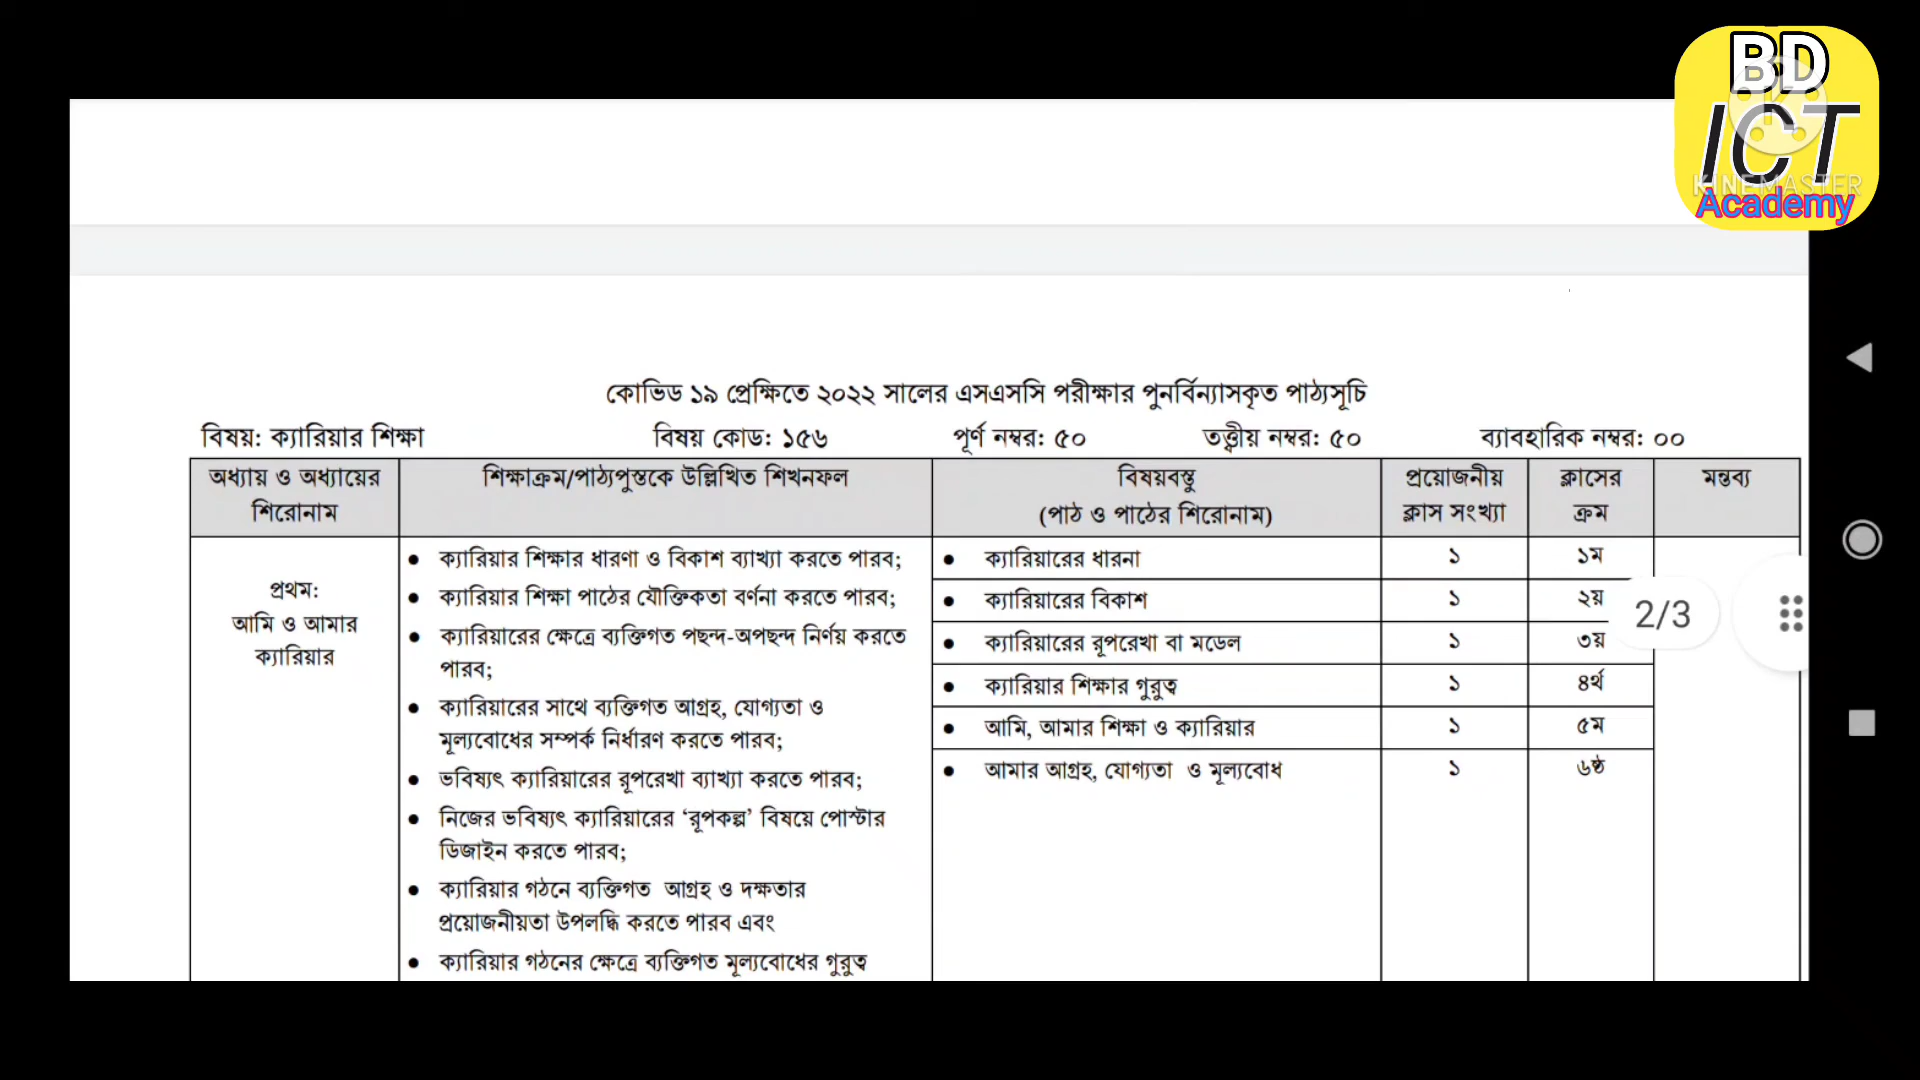 BD
ICT
KINEMASTER
Academy
কোভিড ১৯ প্রেক্ষিতে ২০২২ সালের এসএসসি পরীক্ষার পুনর্বিন্যাসকৃত পাঠ্যসূচি
বিষয়: ক্যারিয়ার শিক্ষা বিষয় কোড: ১৫৬ পূর্ণ নম্বর: ৫০ তত্ত্বীয় নম্বর: ৫০ ব্যাবহারিক নম্বর: ০০
অধ্যায় ও অধ্যায়ের
শিরোনাম
শিক্ষাক্রম/পাঠ্যপুস্তকে উল্লিখিত শিখনফল
বিষয়বস্তু
(পাঠ ও পাঠের শিরোনাম)
প্রয়োজনীয়
ক্লাস সংখ্যা
ক্লাসের
ক্রম
মন্তব্য
প্রথম:
আমি ও আমার
ক্যারিয়ার
● ক্যারিয়ার শিক্ষার ধারণা ও বিকাশ ব্যাখ্যা করতে পারব;
● ক্যারিয়ার শিক্ষা পাঠের যৌক্তিকতা বর্ণনা করতে পারব;
● ক্যারিয়ারের ক্ষেত্রে ব্যক্তিগত পছন্দ-অপছন্দ নির্ণয় করতে
পারব;
● ক্যারিয়ারের সাথে ব্যক্তিগত আগ্রহ, যোগ্যতা ও
মূল্যবোধের সম্পর্ক নির্ধারণ করতে পারব;
● ভবিষ্যৎ ক্যারিয়ারের রূপরেখা ব্যাখ্যা করতে পারব;
● নিজের ভবিষ্যৎ ক্যারিয়ারের ‘রূপকল্প’ বিষয়ে পোস্টার
ডিজাইন করতে পারব;
● ক্যারিয়ার গঠনে ব্যক্তিগত আগ্রহ ও দক্ষতার
প্রয়োজনীয়তা উপলদ্ধি করতে পারব এবং
● ক্যারিয়ার গঠনের ক্ষেত্রে ব্যক্তিগত মূল্যবোধের গুরুত্ব
● ক্যারিয়ারের ধারনা ১ ১ম
● ক্যারিয়ারের বিকাশ ১ ২য়
● ক্যারিয়ারের রূপরেখা বা মডেল ১ ৩য়
● ক্যারিয়ার শিক্ষার গুরুত্ব ১ ৪র্থ
● আমি, আমার শিক্ষা ও ক্যারিয়ার ১ ৫ম
● আমার আগ্রহ, যোগ্যতা ও মূল্যবোধ ১ ৬ষ্ঠ
2/3